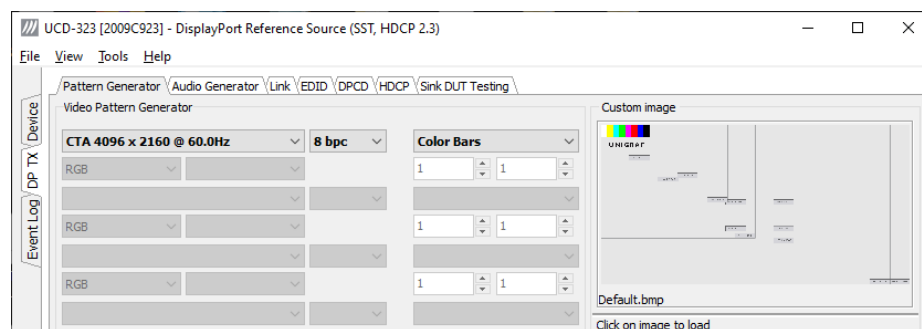 UCD-323 [2009C923] - DisplayPort Reference Source (SST, HDCP 2.3)
File View Tools Help
Pattern Generator Audio Generator Link EDID DPCD HDCP Sink DUT Testing
Device
DP TX
Event Log
Video Pattern Generator
CTA 4096 x 2160 @ 60.0Hz 8 bpc Color Bars
RGB 1 1
RGB 1 1
RGB 1 1
Custom image
UNIGRAF
Default.bmp
Click on image to load